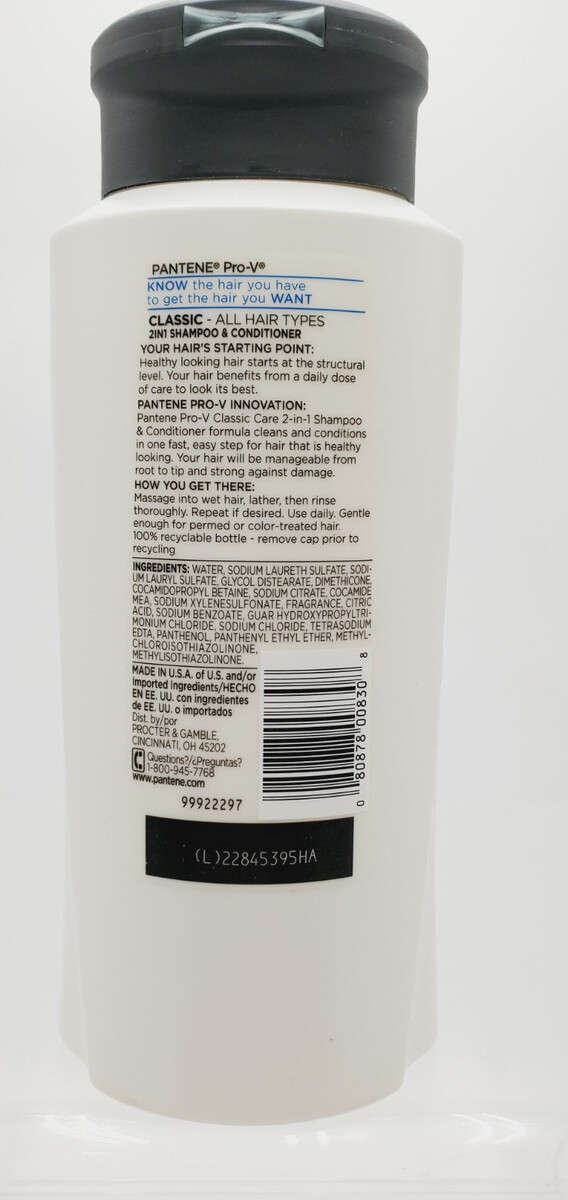 PANTENE® Pro-V®
KNOW the hair you have
to get the hair you WANT
CLASSIC - ALL HAIR TYPES
2IN1 SHAMPOO & CONDITIONER
YOUR HAIR'S STARTING POINT:
Healthy looking hair starts at the structural
level. Your hair benefits from a daily dose
of care to look its best.
PANTENE PRO-V INNOVATION:
Pantene Pro-V Classic Care 2-in-1 Shampoo
& Conditioner formula cleans and conditions
in one fast, easy step for hair that is healthy
looking. Your hair will be manageable from
root to tip and strong against damage.
HOW YOU GET THERE:
Massage into wet hair, lather, then rinse
thoroughly. Repeat if desired. Use daily. Gentle
enough for permed or color-treated hair.
100% recyclable bottle - remove cap prior to
recycling
INGREDIENTS: WATER, SODIUM LAURETH SULFATE, SODI-
UM LAURYL SULFATE, GLYCOL DISTEARATE, DIMETHICONE,
COCAMIDOPROPYL BETAINE, SODIUM CITRATE, COCAMIDE
MEA, SODIUM XYLENESULFONATE, FRAGRANCE, CITRIC
ACID, SODIUM BENZOATE, GUAR HYDROXYPROPYLTRI-
MONIUM CHLORIDE, SODIUM CHLORIDE, TETRASODIUM
EDTA, PANTHENOL, PANTHENYL ETHYL ETHER, METHYL-
CHLOROISOTHIAZOLINONE,
METHYLISOTHIAZOLINONE.
MADE IN U.S.A. of U.S. and/or
Imported Ingredients/HECHO
EN EE. UU. con ingredientes
de EE. UU. o importados
Dist. by/por
PROCTER & GAMBLE,
CINCINNATI, OH 45202
Questions?/¿Preguntas?
1-800-945-7768
www.pantene.com
99922297
0 80878 00830 8
(L)22845395HA